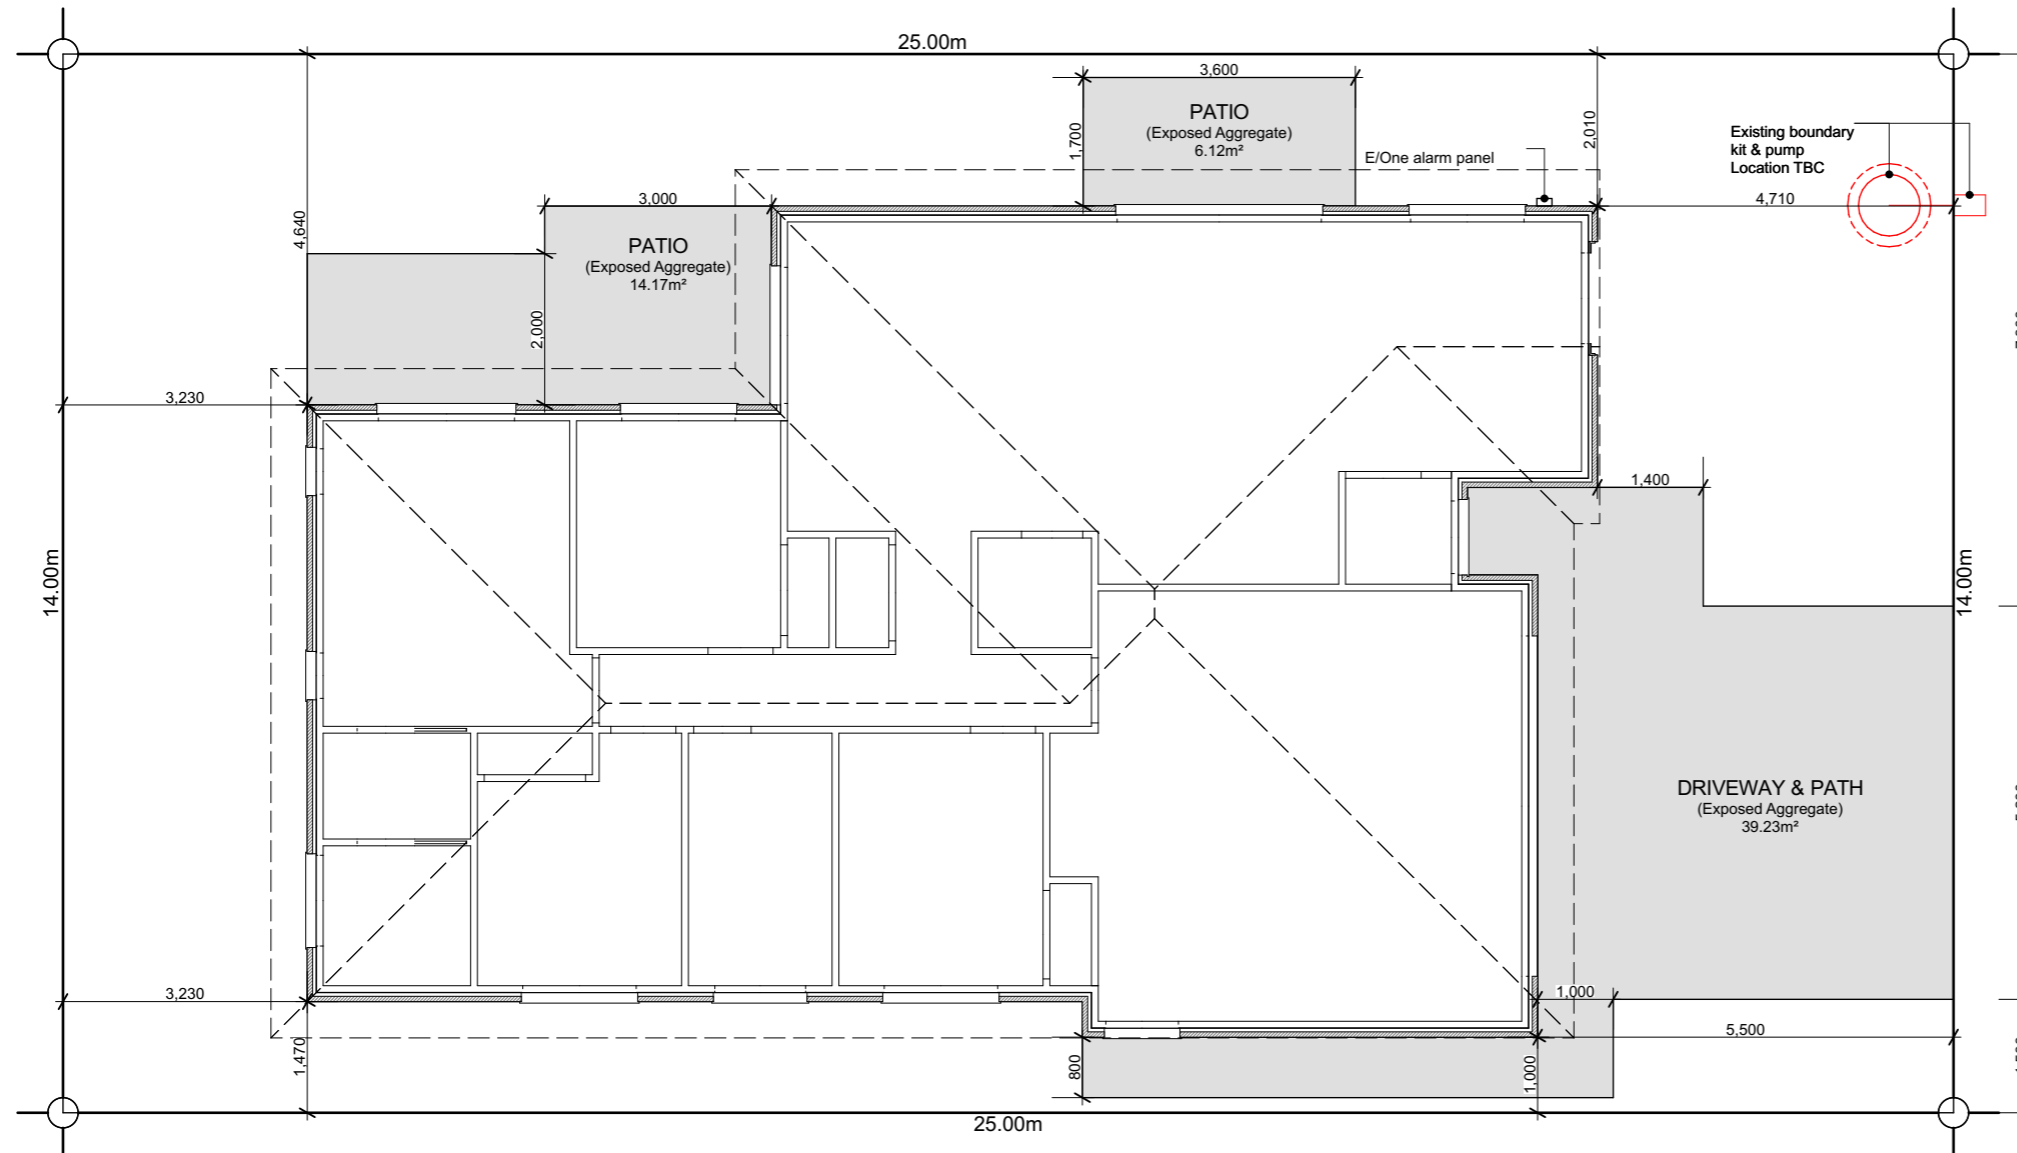 25.00m
3,600
PATIO
(Exposed Aggregate)
6.12m²
1,700
2,010
E/One alarm panel
Existing boundary
kit & pump
Location TBC
4,710
4,640
3,000
PATIO
(Exposed Aggregate)
14.17m²
2,000
3,230
1,400
14.00m
14.00m
DRIVEWAY & PATH
(Exposed Aggregate)
39.23m²
3,230
1,000
5,500
1,470
800
1,000
25.00m